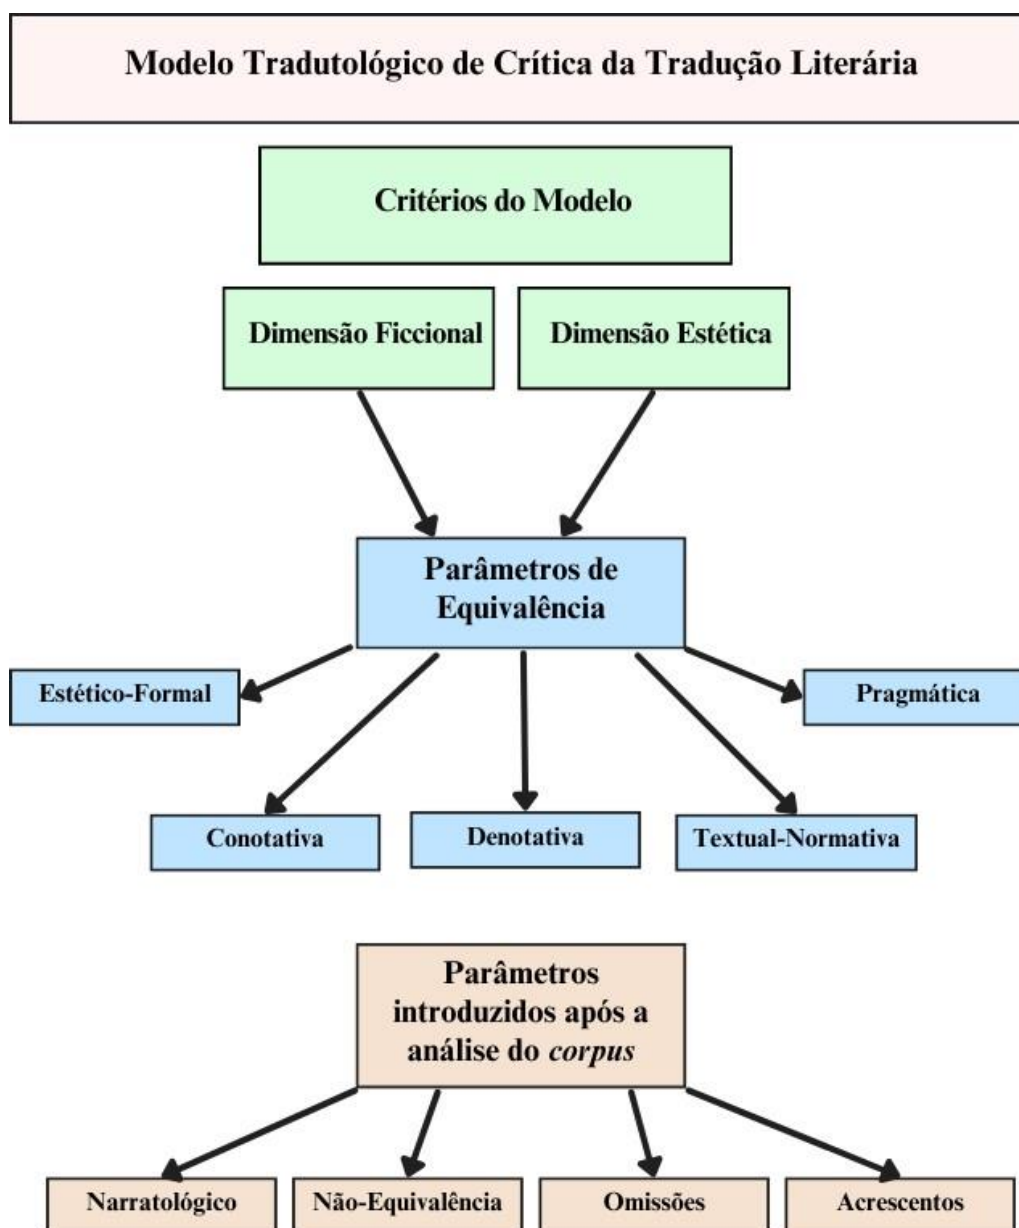 Modelo Tradutológico de Crítica da Tradução Literária
Critérios do Modelo
Dimensão Ficcional
Dimensão Estética
Parâmetros de
Equivalência
Estético-Formal
Pragmática
Conotativa
Denotativa
Textual-Normativa
Parâmetros
introduzidos após a
análise do corpus
Narratológico
Não-Equivalência
Omissões
Acrescentos